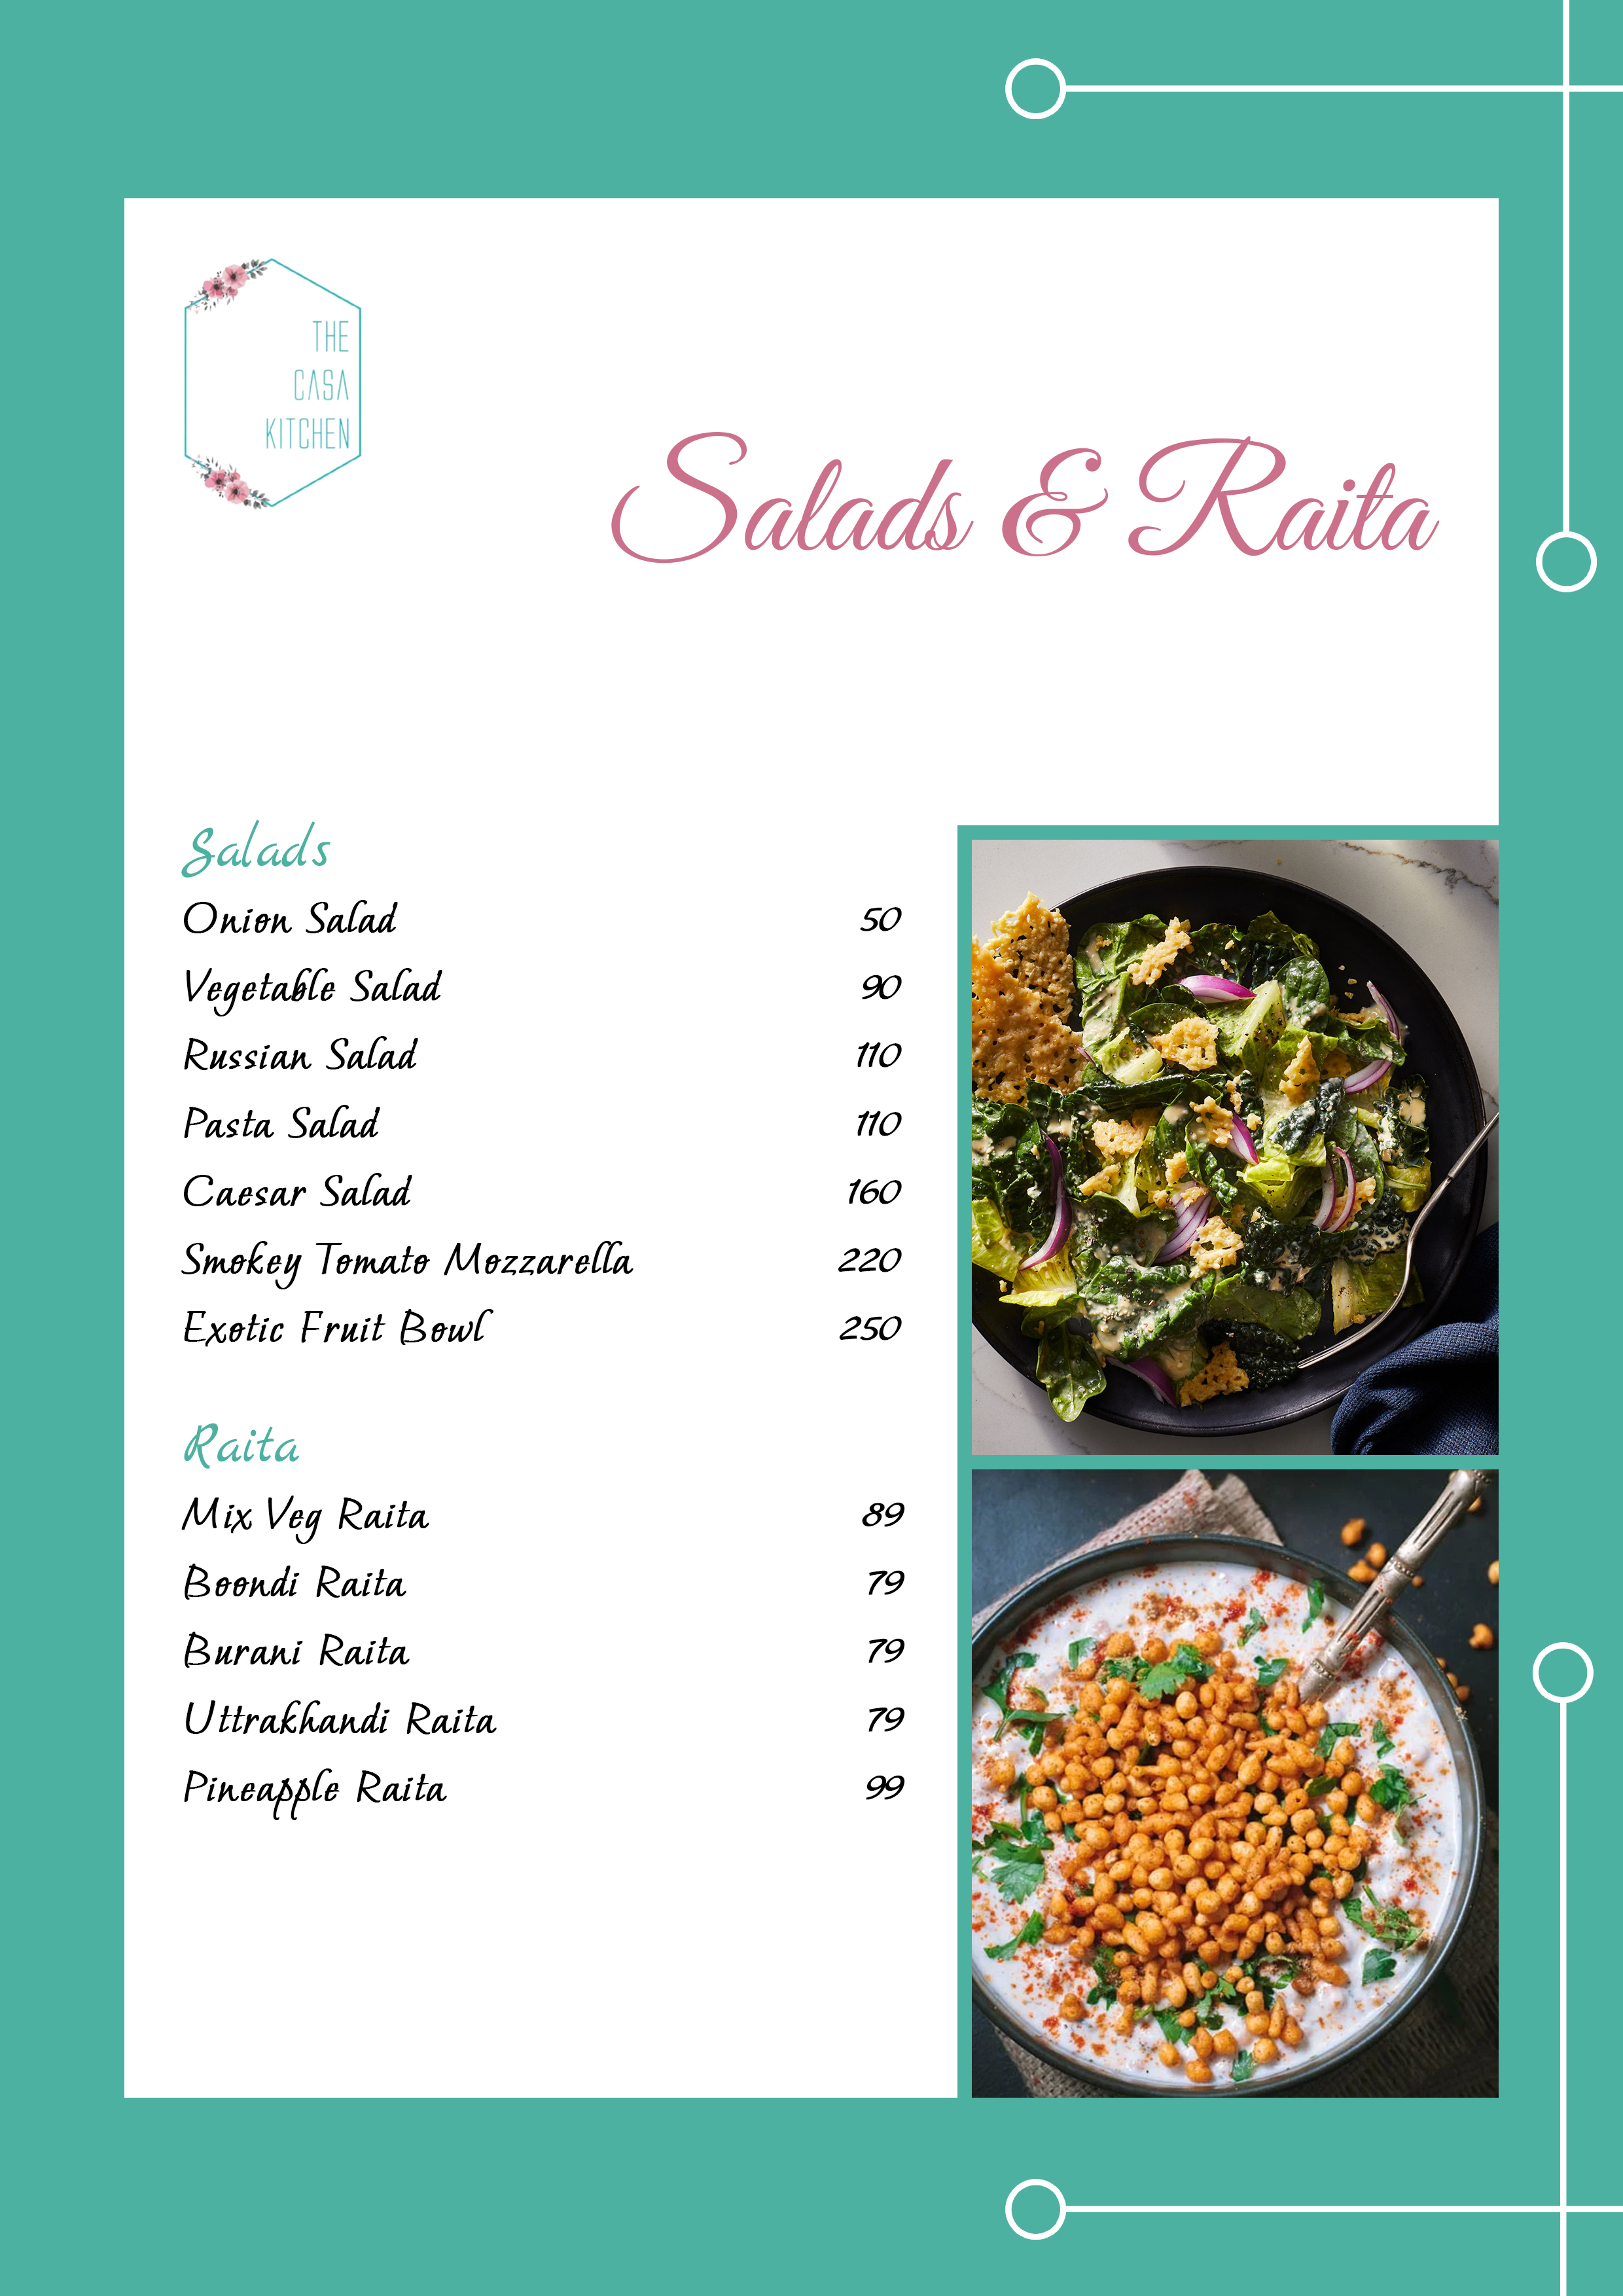 THE
CASA
KITCHEN
Salads & Raita
Salads
Onion Salad 50
Vegetable Salad 90
Russian Salad 110
Pasta Salad 110
Caesar Salad 160
Smokey Tomato Mozzarella 220
Exotic Fruit Bowl 250
Raita
Mix Veg Raita 89
Boondi Raita 79
Burani Raita 79
Uttrakhandi Raita 79
Pineapple Raita 99